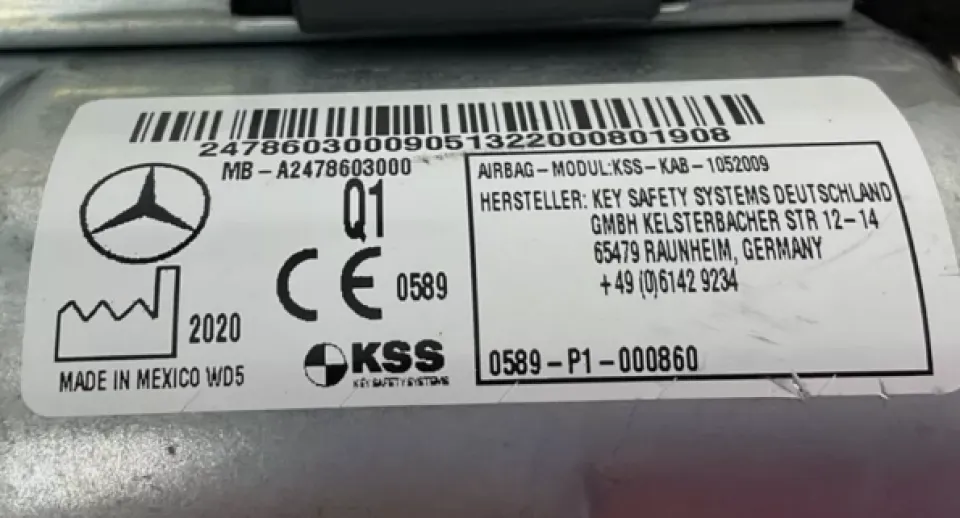 24786030009051322000801908
MB-A2478603000
Q1
CE 0589
2020
MADE IN MEXICO WD5
KSS
KEY SAFETY SYSTEMS
AIRBAG-MODUL:KSS-KAB-1052009
HERSTELLER: KEY SAFETY SYSTEMS DEUTSCHLAND
GMBH KELSTERBACHER STR 12-14
65479 RAUNHEIM, GERMANY
+49 (0)6142 9234
0589-P1-000860